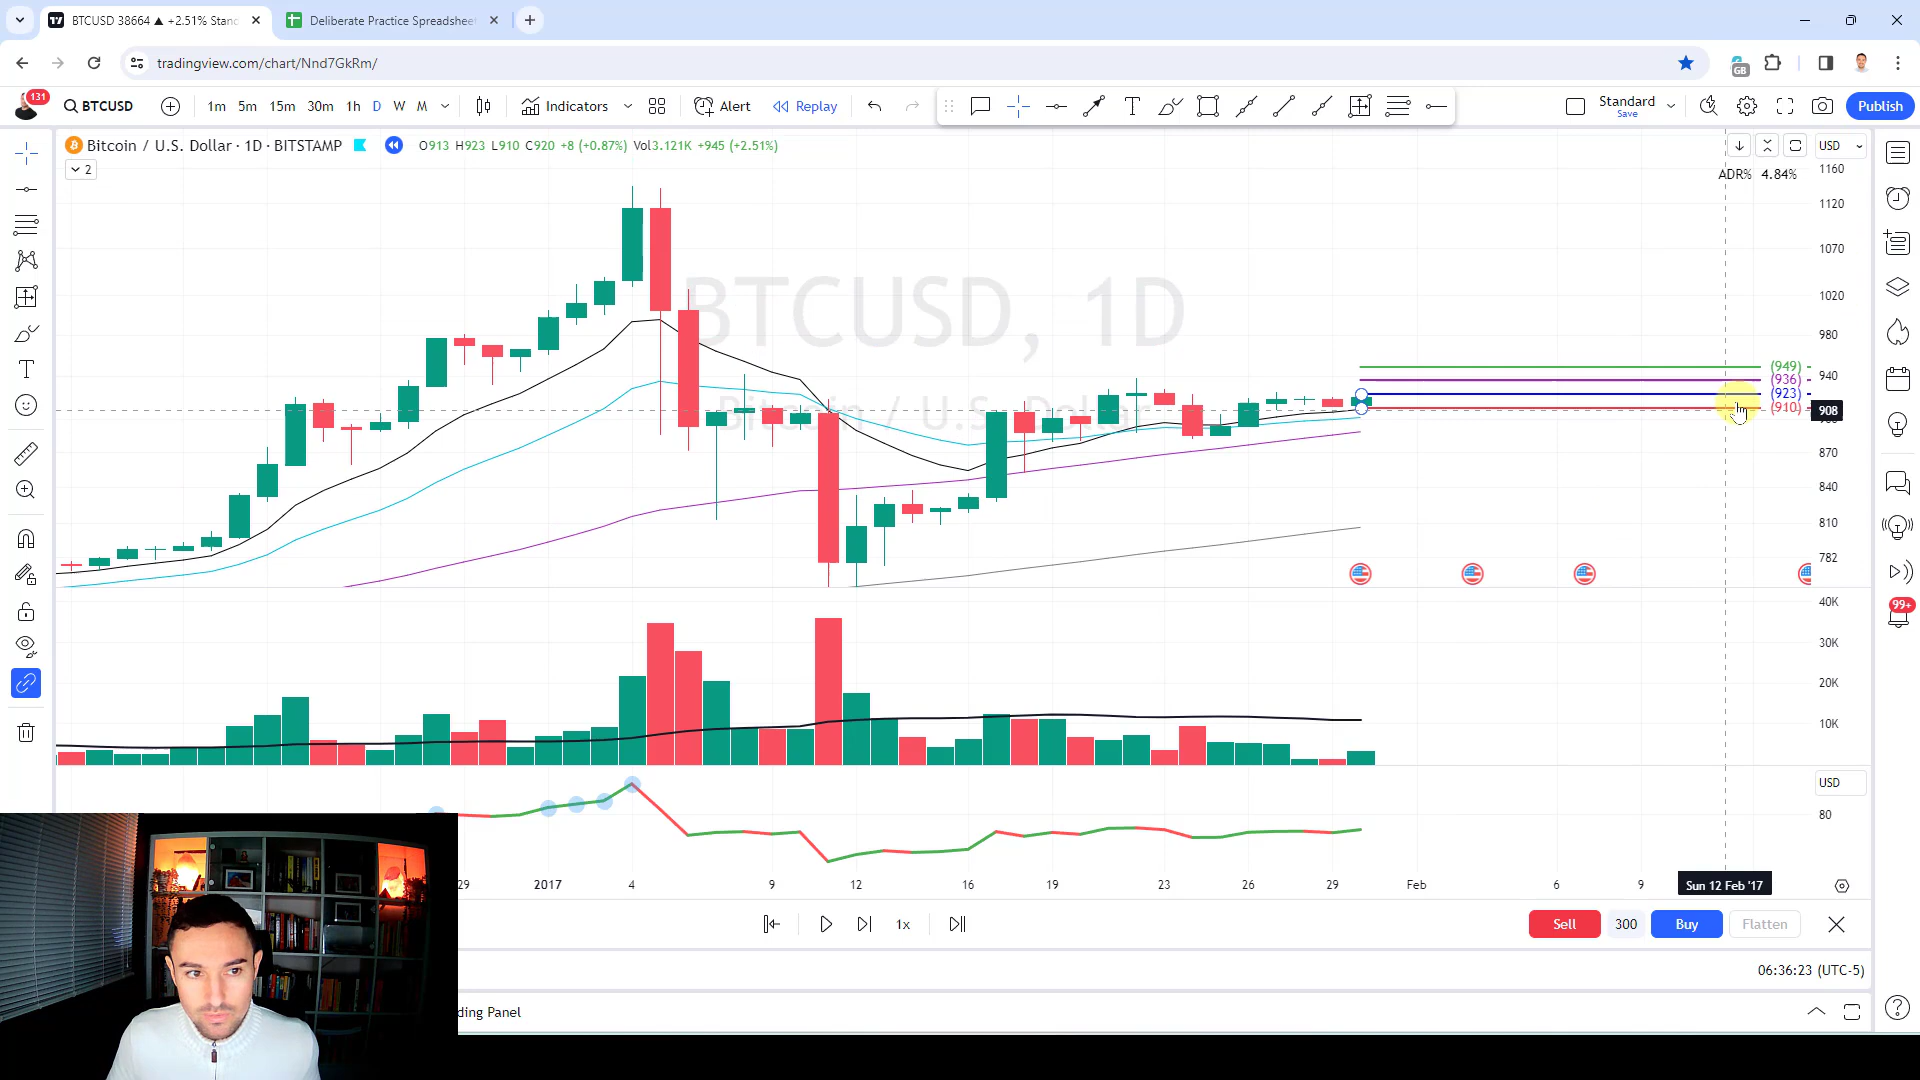 BTCUSD 38664 ▲ +2.51% Stand
Deliberate Practice Spreadsheet
tradingview.com/chart/Nnd7GkRm/
GB
131
BTCUSD
1m 5m 15m 30m 1h D W M
Indicators
Alert
Replay
Standard
Save
Publish
Bitcoin / U.S. Dollar · 1D · BITSTAMP
O913 H923 L910 C920 +8 (+0.87%) Vol3.121K +945 (+2.51%)
USD
2
ADR% 4.84%
1160
1120
1070
1020
980
940
908
870
840
810
782
BTCUSD, 1D
Bitcoin / U.S. Dollar
(949)
(936)
(923)
(910)
40K
30K
20K
10K
USD
80
99+
29 2017 4 9 12 16 19 23 26 29 Feb 6 9
Sun 12 Feb '17
1x
Sell 300 Buy Flatten
06:36:23 (UTC-5)
ding Panel